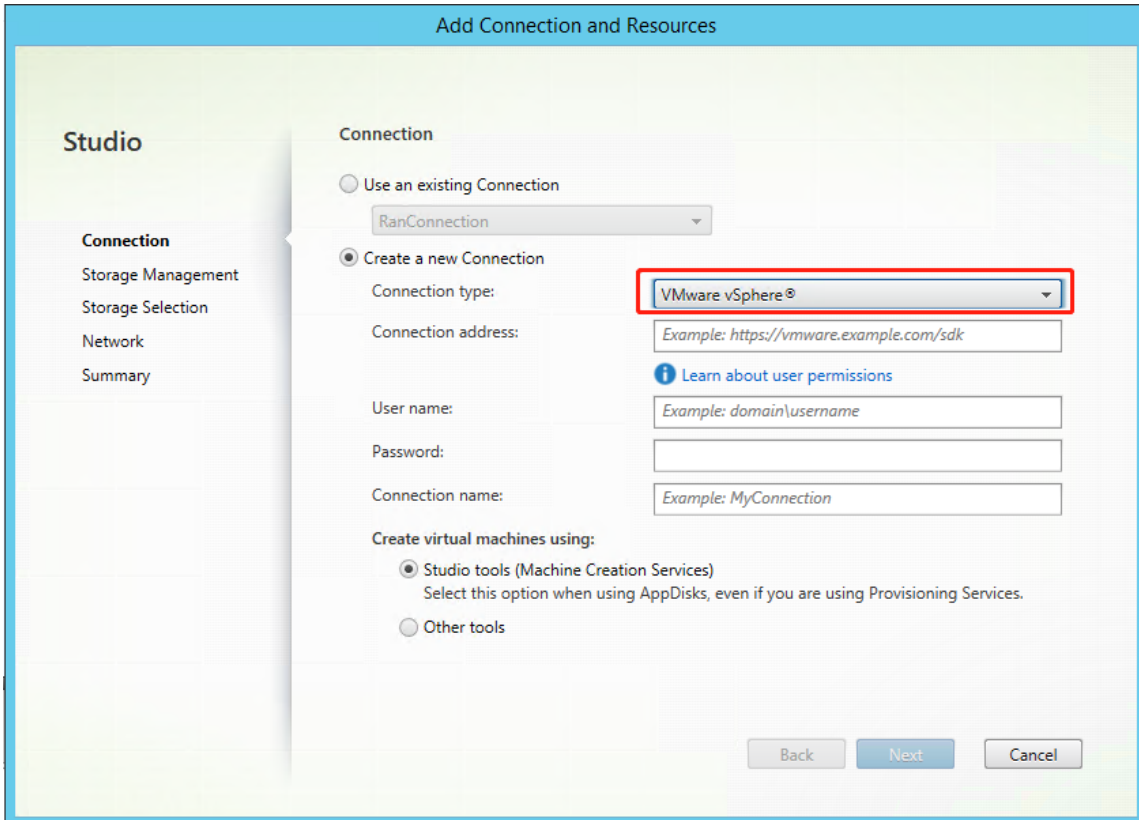 Add Connection and Resources
Studio
Connection
Storage Management
Storage Selection
Network
Summary
Connection
Use an existing Connection
RanConnection
Create a new Connection
Connection type:
VMware vSphere®
Connection address:
Example: https://vmware.example.com/sdk
Learn about user permissions
User name:
Example: domain\username
Password:
Connection name:
Example: MyConnection
Create virtual machines using:
Studio tools (Machine Creation Services)
Select this option when using AppDisks, even if you are using Provisioning Services.
Other tools
Back
Next
Cancel